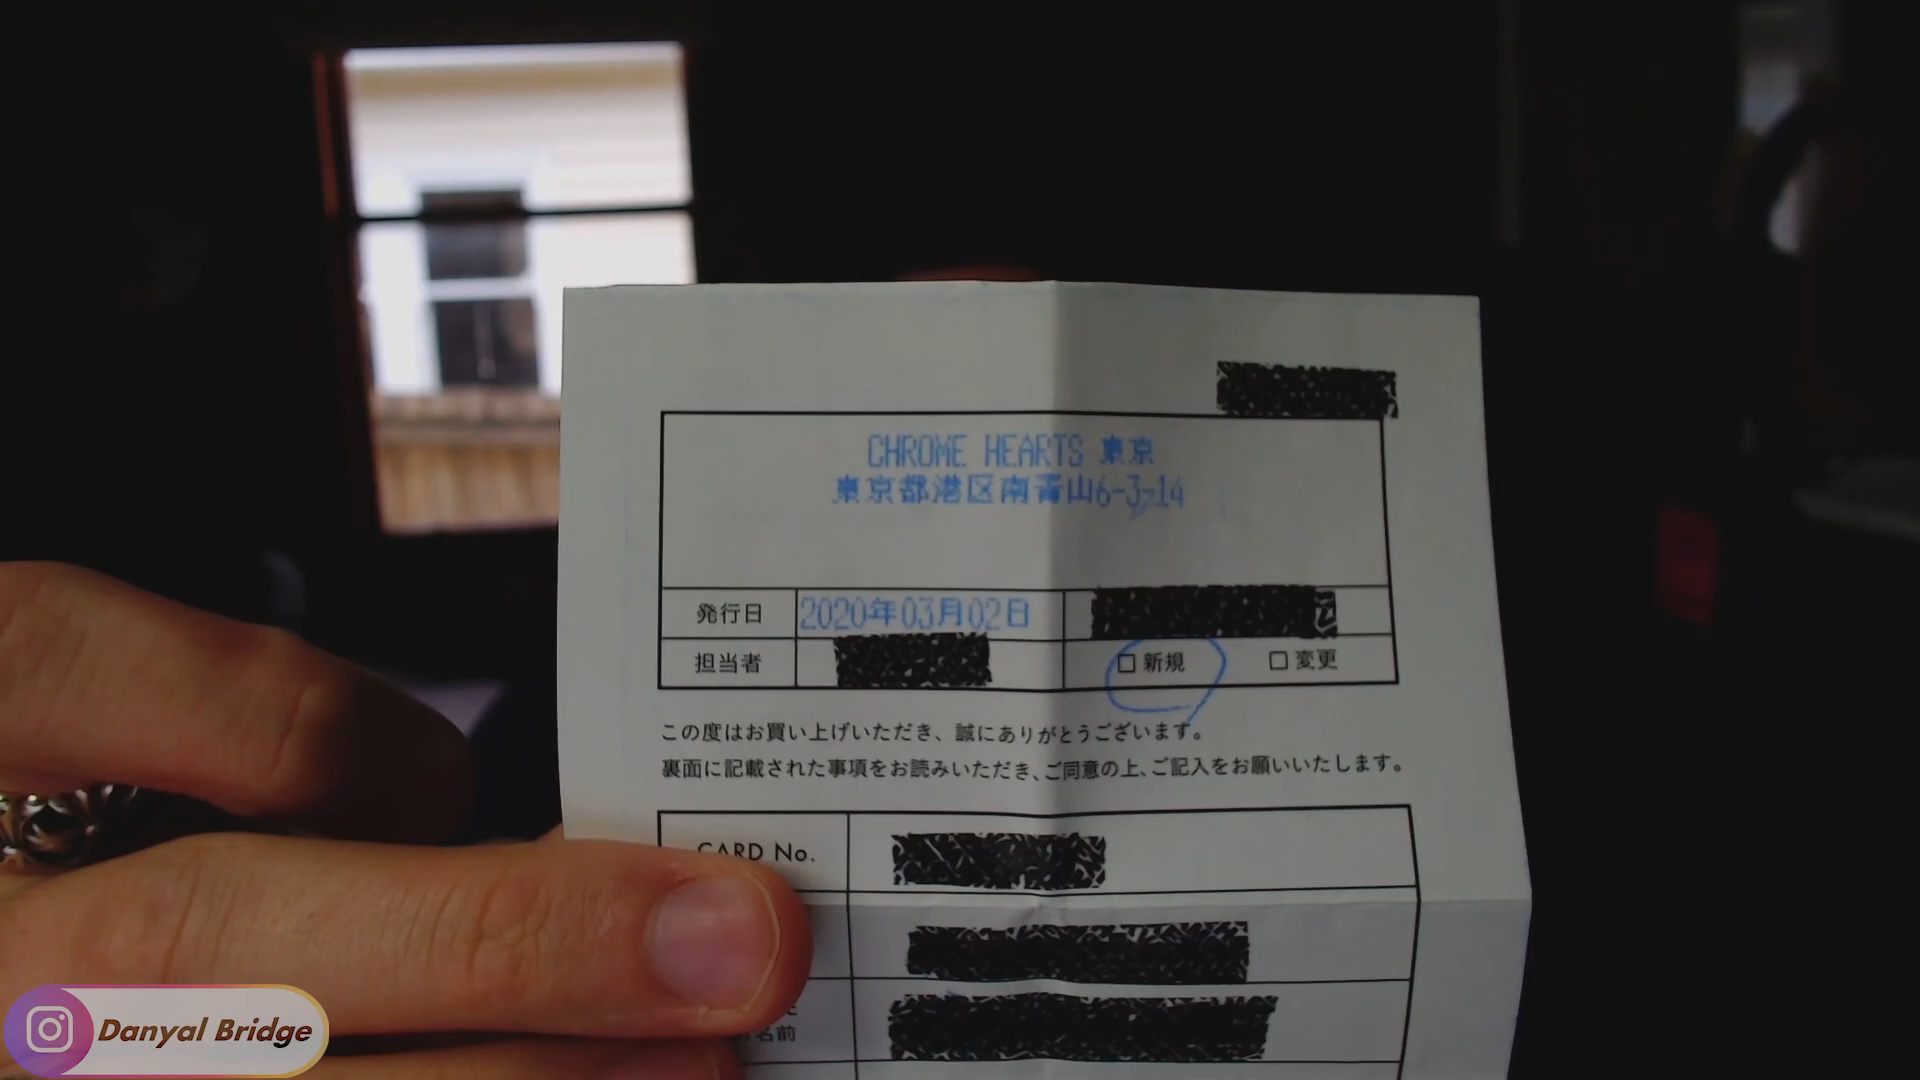 CHROME HEARTS 東京
東京都港区南青山6-3-14
発行日 2020年03月02日
担当者 □新規 □変更
この度はお買い上げいただき、誠にありがとうございます。
裏面に記載された事項をお読みいただき、ご同意の上、ご記入をお願いいたします。
CARD No.
名前
Danyal Bridge